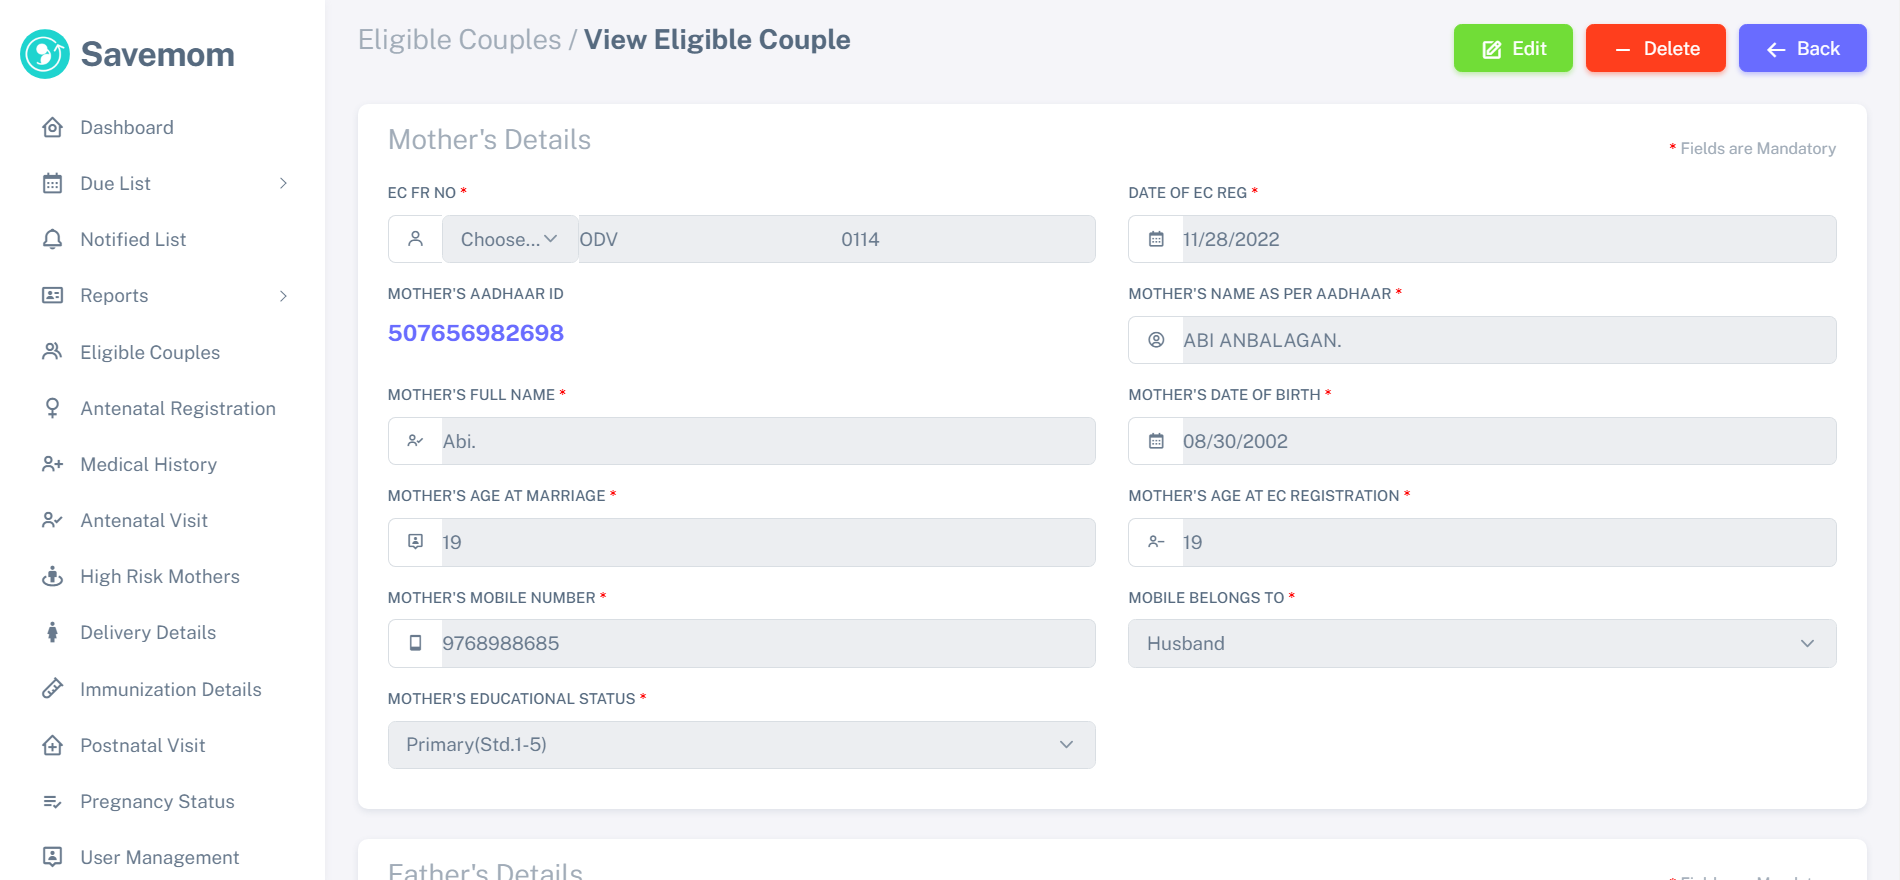 Savemom
Dashboard
Due List
Notified List
Reports
Eligible Couples
Antenatal Registration
Medical History
Antenatal Visit
High Risk Mothers
Delivery Details
Immunization Details
Postnatal Visit
Pregnancy Status
User Management
Eligible Couples / View Eligible Couple
Edit
Delete
Back
Mother's Details
* Fields are Mandatory
EC FR NO *
Choose... ODV 0114
DATE OF EC REG *
11/28/2022
MOTHER'S AADHAAR ID
507656982698
MOTHER'S NAME AS PER AADHAAR *
ABI ANBALAGAN.
MOTHER'S FULL NAME *
Abi.
MOTHER'S DATE OF BIRTH *
08/30/2002
MOTHER'S AGE AT MARRIAGE *
19
MOTHER'S AGE AT EC REGISTRATION *
19
MOTHER'S MOBILE NUMBER *
9768988685
MOBILE BELONGS TO *
Husband
MOTHER'S EDUCATIONAL STATUS *
Primary(Std.1-5)
Father's Details